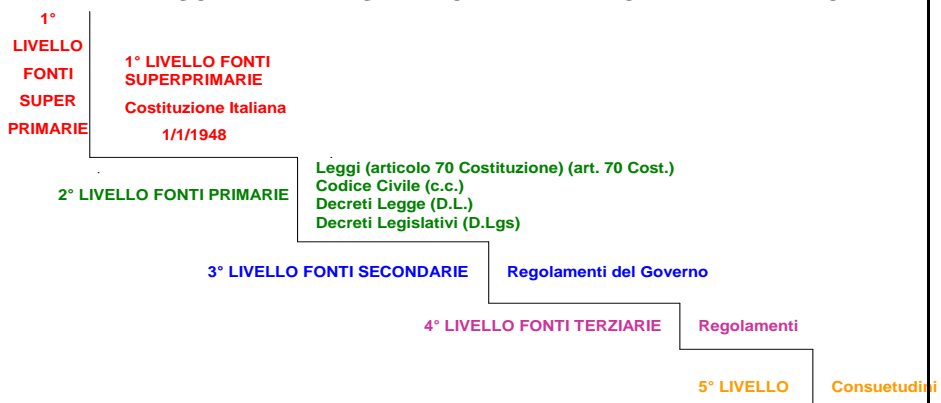 1°
LIVELLO
FONTI
SUPER
PRIMARIE
1° LIVELLO FONTI
SUPERPRIMARIE
Costituzione Italiana
1/1/1948
2° LIVELLO FONTI PRIMARIE
Leggi (articolo 70 Costituzione) (art. 70 Cost.)
Codice Civile (c.c.)
Decreti Legge (D.L.)
Decreti Legislativi (D.Lgs)
3° LIVELLO FONTI SECONDARIE
Regolamenti del Governo
4° LIVELLO FONTI TERZIARIE
Regolamenti
5° LIVELLO
Consuetudini